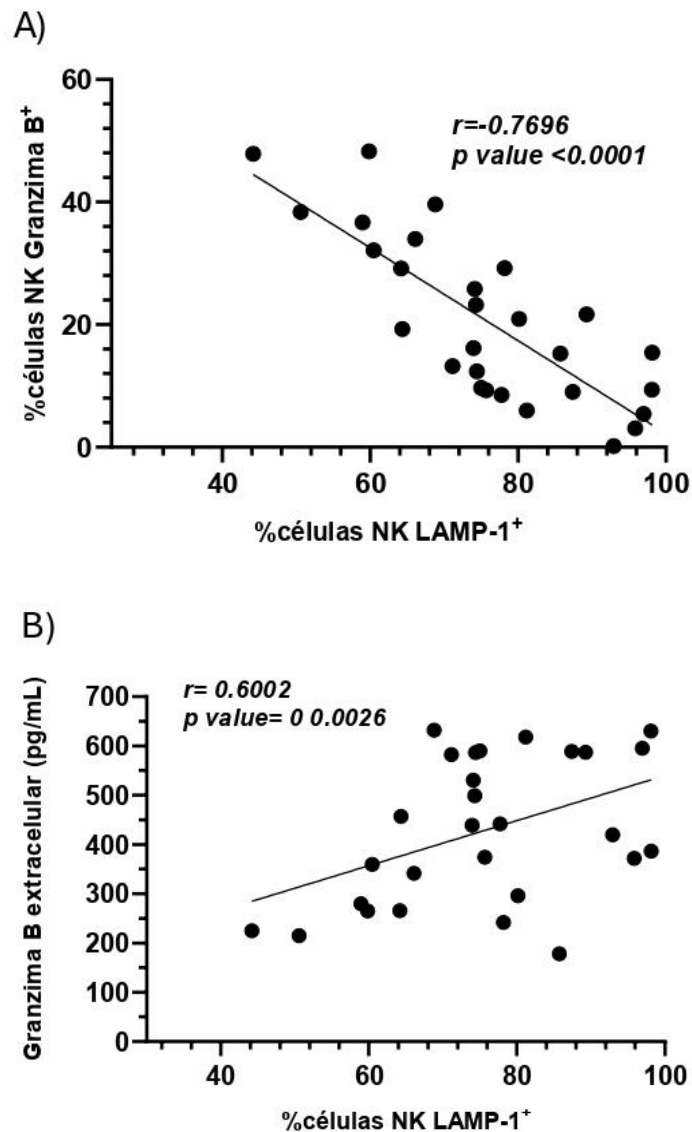 A)
%células NK Granzima B⁺
60
40
20
0
r=-0.7696
p value <0.0001
40 60 80 100
%células NK LAMP-1⁺
B)
Granzima B extracelular (pg/mL)
700
600
500
400
300
200
100
0
r= 0.6002
p value= 0 0.0026
40 60 80 100
%células NK LAMP-1⁺